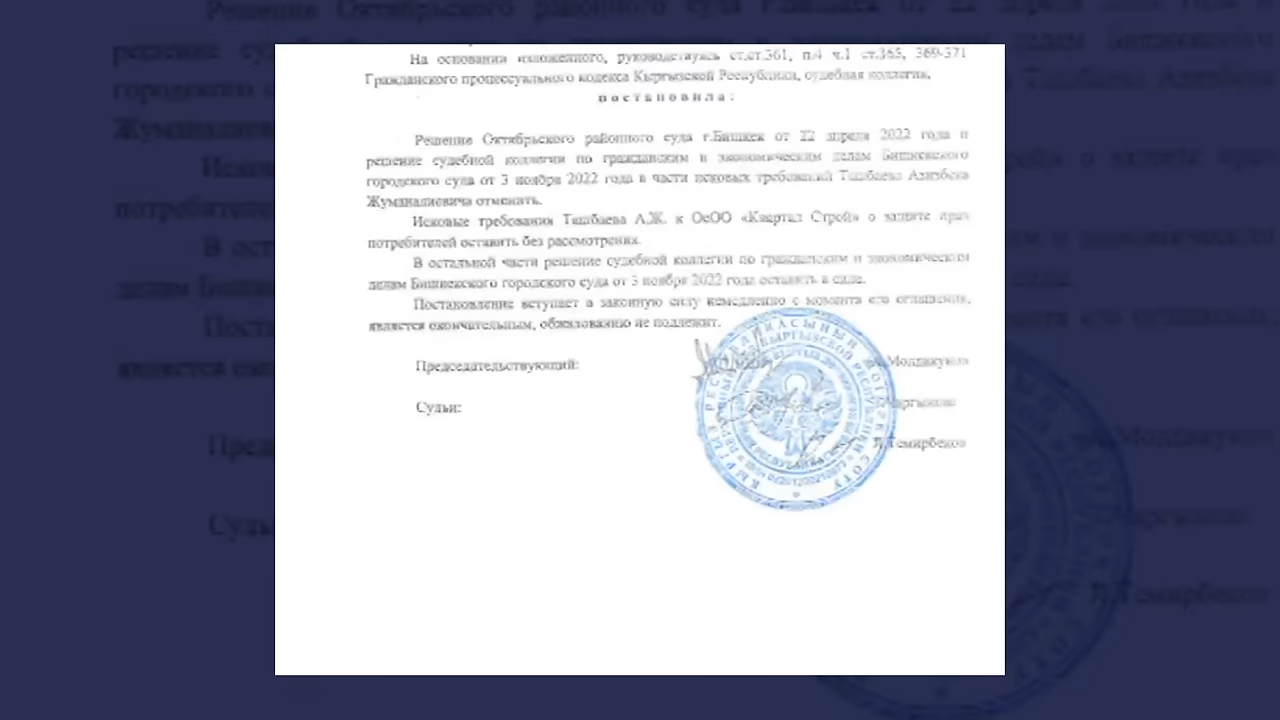 На основании изложенного, руководствуясь ст.ст.361, п.4 ч.1 ст.365, 369-371
Гражданского процессуального кодекса Кыргызской Республики, судебная коллегия,
постановила:
Решение Октябрьского районного суда г.Бишкек от 22 апреля 2022 года и
решение судебной коллегии по гражданским и экономическим делам Бишкекского
городского суда от 3 ноября 2022 года в части исковых требований Ташбаева Азизбека
Жумханалиевича отменить.
Исковые требования Ташбаева А.Ж. к ОсОО «Квартал Строй» о защите прав
потребителей оставить без рассмотрения.
В остальной части решение судебной коллегии по гражданским и экономическим
делам Бишкекского городского суда от 3 ноября 2022 года оставить в силе.
Постановление вступает в законную силу немедленно с момента его оглашения,
является окончательным, обжалованию не подлежит.
Председательствующий:
Молдакунов
Судьи:
Темирбеков